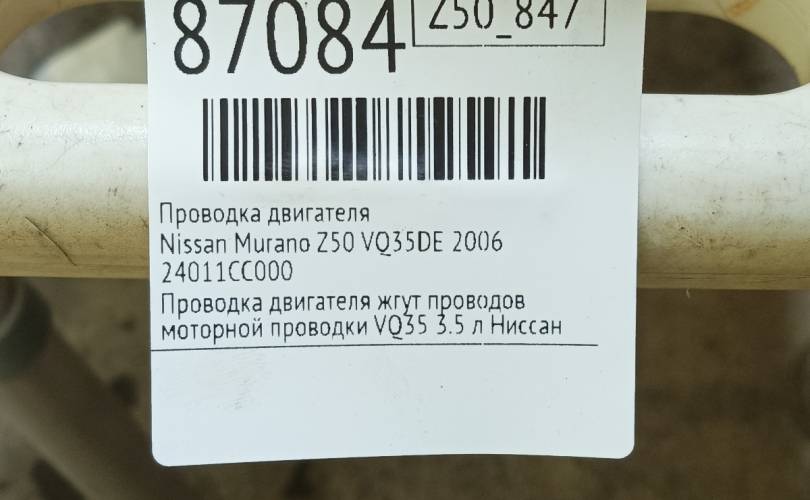 87084
Z50_847
Проводка двигателя
Nissan Murano Z50 VQ35DE 2006
24011CC000
Проводка двигателя жгут проводов
моторной проводки VQ35 3.5 л Ниссан